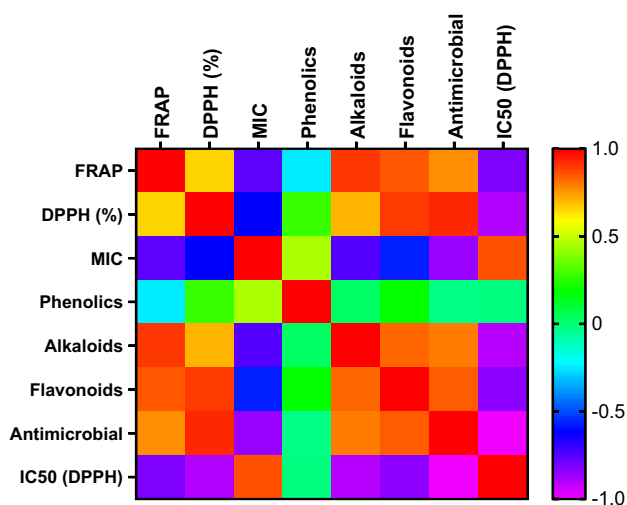 FRAP
DPPH (%)
MIC
Phenolics
Alkaloids
Flavonoids
Antimicrobial
IC50 (DPPH)
FRAP
DPPH (%)
MIC
Phenolics
Alkaloids
Flavonoids
Antimicrobial
IC50 (DPPH)
1.0
0.5
0
-0.5
-1.0